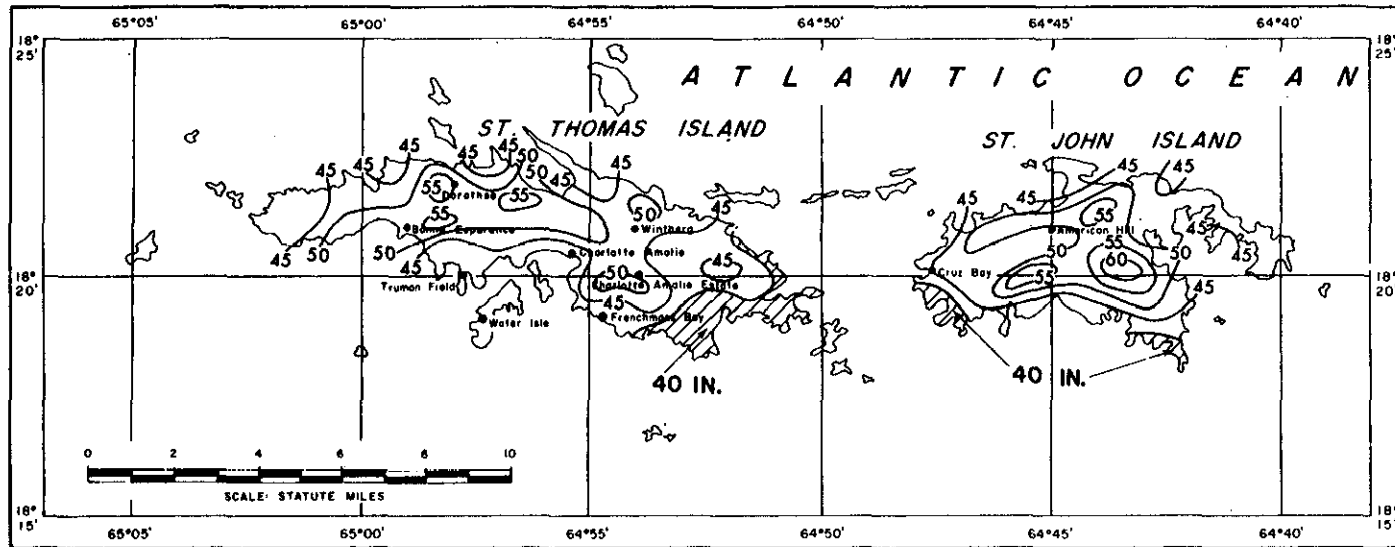 65°05' 65°00' 64°55' 64°50' 64°45' 64°40'
18° 25' 18° 25'
ATLANTIC OCEAN
ST. THOMAS ISLAND
ST. JOHN ISLAND
45 45 45 45 45 50 50 45 45
55 55 55 50 45
45 50 50 45
50 45 45
45 45 45 45 45
55 50 55 60 50 55 45
Dorothea
Bonne Esperance
Wintberg
American Hill
Charlotte Amalie
Cruz Bay
18° 20' 18° 20'
Truman Field
Charlotte Amalie Estate
Water Isle
Frenchmans Bay
40 IN. 40 IN.
0 2 4 6 8 10
SCALE: STATUTE MILES
18° 15' 18° 15'
65°05' 65°00' 64°55' 64°50' 64°45' 64°40'